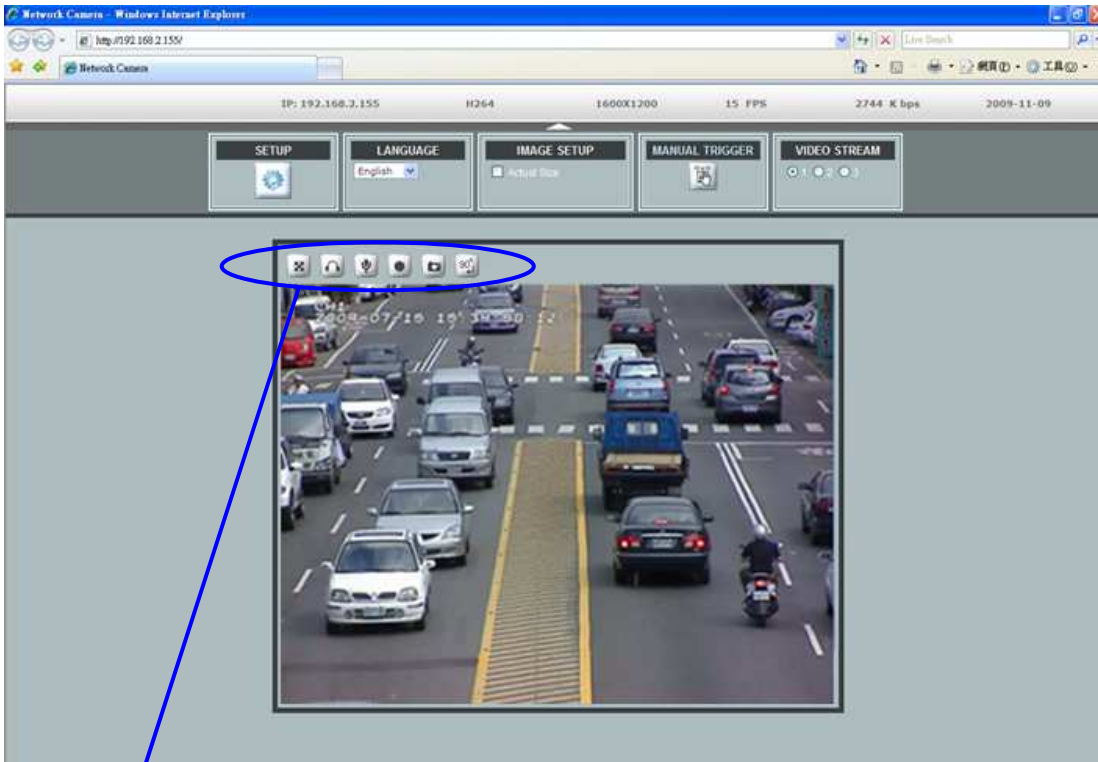 Network Camera - Windows Internet Explorer
http://192.168.2.155/
Live Search
Network Camera
網頁(P)
工具(O)
IP: 192.168.2.155 H264 1600X1200 15 FPS 2744 K bps 2009-11-09
SETUP LANGUAGE IMAGE SETUP MANUAL TRIGGER VIDEO STREAM
English Actual Size 1 2 3
90°